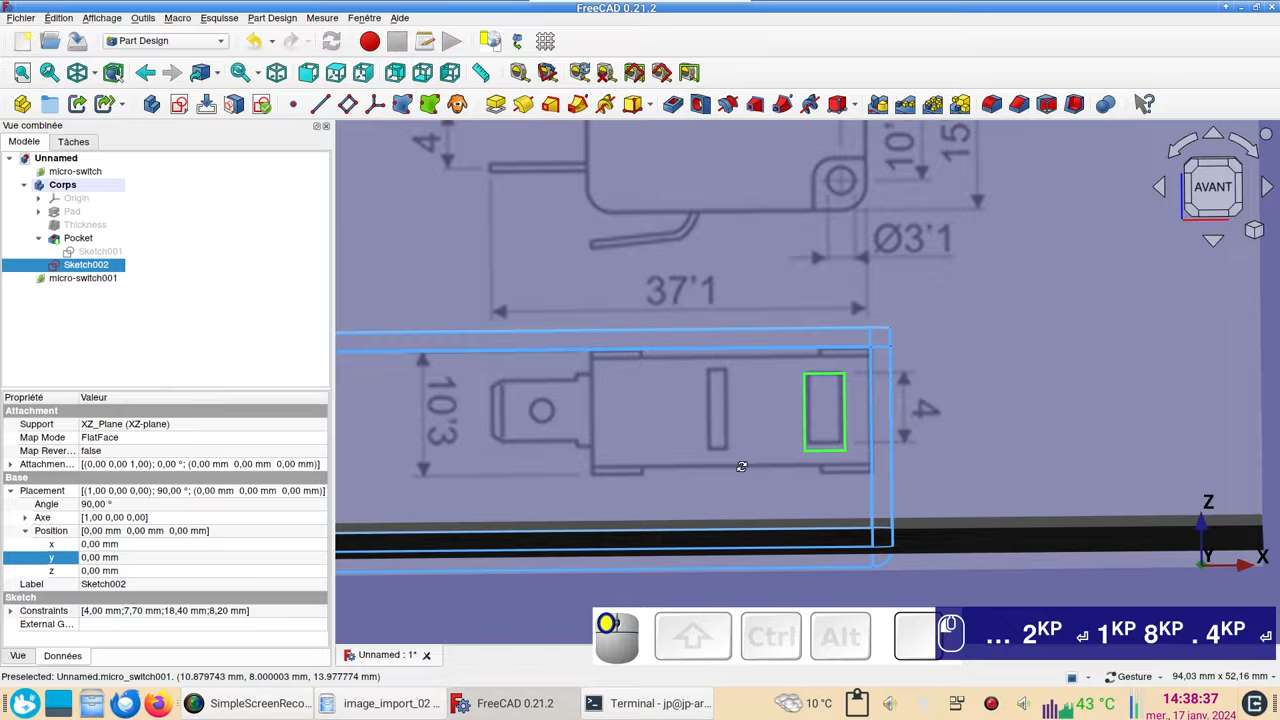 FreeCAD 0.21.2
Fichier Édition Affichage Outils Macro Esquisse Part Design Mesure Fenêtre Aide
Part Design
Vue combinée
Modèle Tâches
Unnamed
micro-switch
Corps
Origin
Pad
Thickness
Pocket
Sketch001
Sketch002
micro-switch001
Propriété Valeur
Attachment
Support XZ_Plane (XZ-plane)
Map Mode FlatFace
Map Rever... false
Attachmen... [(0,00 0,00 1,00); 0,00 °; (0,00 mm 0,00 mm 0,00 mm)]
Base
Placement [(1,00 0,00 0,00); 90,00 °; (0,00 mm 0,00 mm 0,00 mm)]
Angle 90,00 °
Axe [1,00 0,00 0,00]
Position [0,00 mm 0,00 mm 0,00 mm]
x 0,00 mm
y 0,00 mm
z 0,00 mm
Label Sketch002
Sketch
Constraints [4,00 mm;7,70 mm;18,40 mm;8,20 mm]
External G...
Vue Données
4
10'
15
Ø3'1
37'1
10'3
4
AVANT
Z
Y
X
Ctrl Alt
... 2KP ⏎ 1KP 8KP . 4KP ⏎
Unnamed : 1*
Preselected: Unnamed.micro_switch001. (10.879743 mm, 8.000003 mm, 13.977774 mm)
Gesture
94,03 mm x 52,16 mm
SimpleScreenReco...
image_import_02 ...
FreeCAD 0.21.2
Terminal - jp@jp-ar...
10 °C
43 °C
14:38:37
mer., 17 janv. 2024